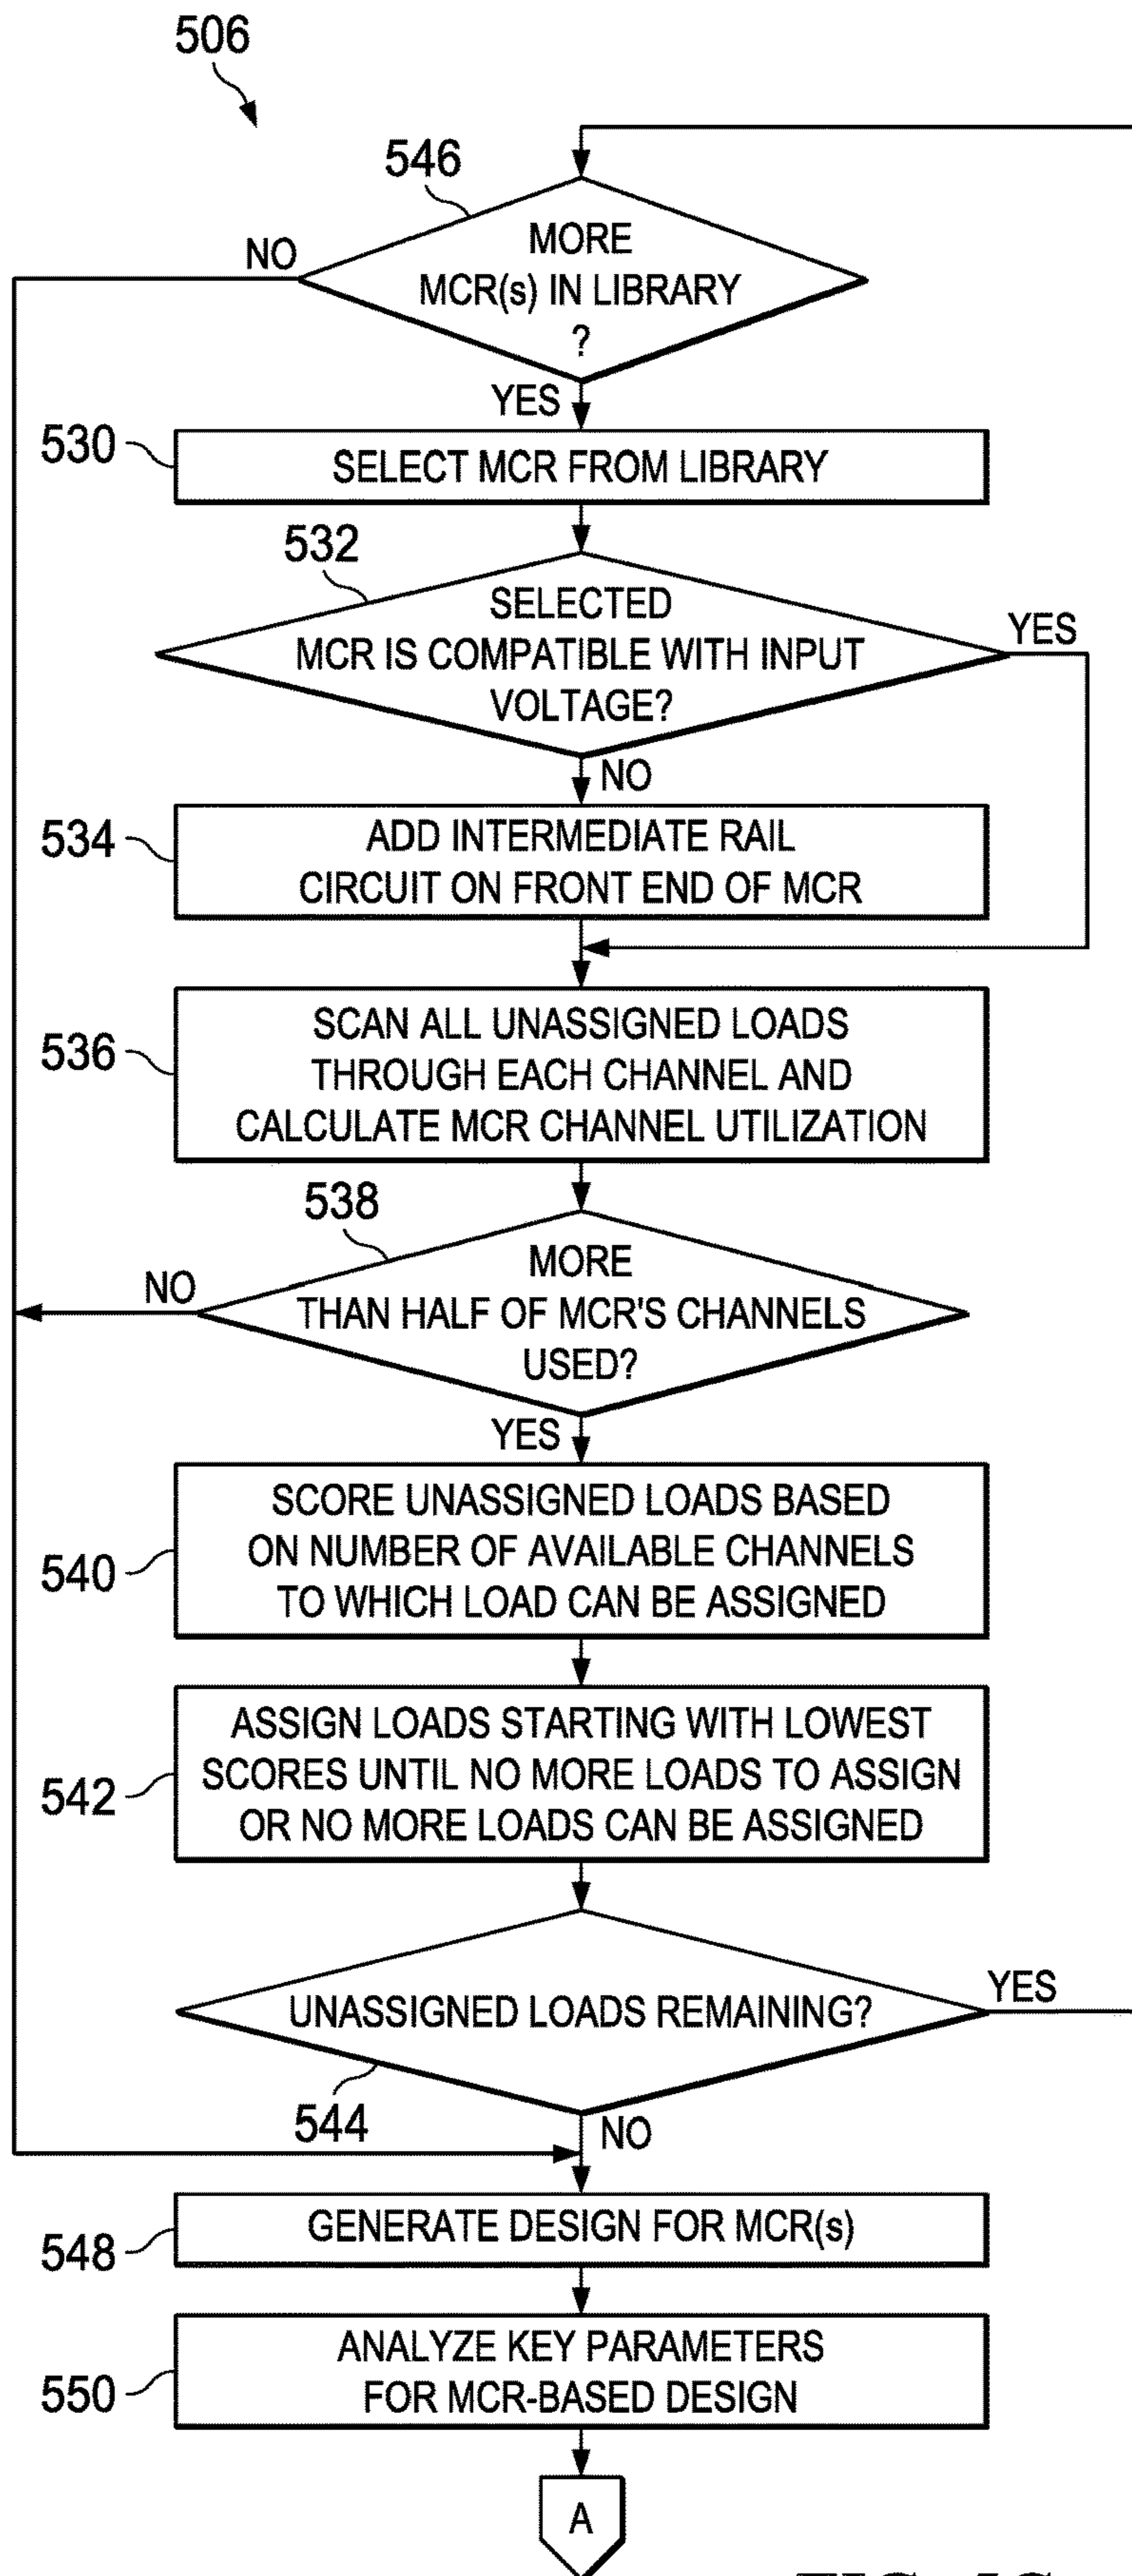 506
546
NO
MORE
MCR(s) IN LIBRARY
?
YES
530
SELECT MCR FROM LIBRARY
532
SELECTED
MCR IS COMPATIBLE WITH INPUT
VOLTAGE?
YES
NO
534
ADD INTERMEDIATE RAIL
CIRCUIT ON FRONT END OF MCR
536
SCAN ALL UNASSIGNED LOADS
THROUGH EACH CHANNEL AND
CALCULATE MCR CHANNEL UTILIZATION
538
NO
MORE
THAN HALF OF MCR'S CHANNELS
USED?
YES
540
SCORE UNASSIGNED LOADS BASED
ON NUMBER OF AVAILABLE CHANNELS
TO WHICH LOAD CAN BE ASSIGNED
542
ASSIGN LOADS STARTING WITH LOWEST
SCORES UNTIL NO MORE LOADS TO ASSIGN
OR NO MORE LOADS CAN BE ASSIGNED
UNASSIGNED LOADS REMAINING?
YES
544
NO
548
GENERATE DESIGN FOR MCR(s)
550
ANALYZE KEY PARAMETERS
FOR MCR-BASED DESIGN
A